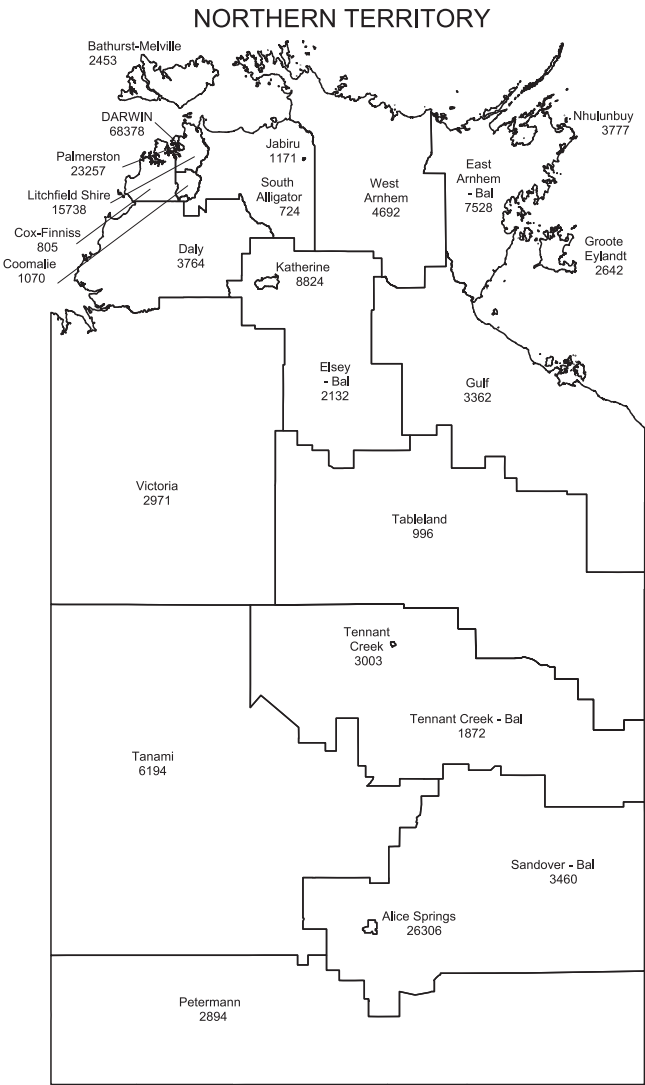 NORTHERN TERRITORY
Bathurst-Melville
2453
DARWIN
68378
Palmerston
23257
Litchfield Shire
15738
Cox-Finniss
805
Coomalie
1070
Jabiru
1171
South
Alligator
724
West
Arnhem
4692
East
Arnhem
- Bal
7528
Nhulunbuy
3777
Groote
Eylandt
2642
Daly
3764
Katherine
8824
Elsey
- Bal
2132
Gulf
3362
Victoria
2971
Tableland
996
Tennant
Creek
3003
Tennant Creek - Bal
1872
Tanami
6194
Sandover - Bal
3460
Alice Springs
26306
Petermann
2894